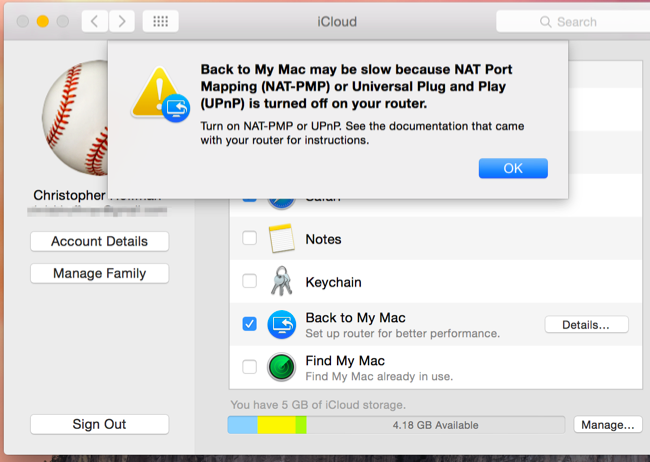 iCloud
Search
Back to My Mac may be slow because NAT Port
Mapping (NAT-PMP) or Universal Plug and Play
(UPnP) is turned off on your router.
Turn on NAT-PMP or UPnP. See the documentation that came
with your router for instructions.
OK
Christopher
Safari
Account Details
Notes
Manage Family
Keychain
Back to My Mac
Set up router for better performance.
Details...
Find My Mac
Find My Mac already in use.
You have 5 GB of iCloud storage.
Sign Out
4.18 GB Available
Manage...